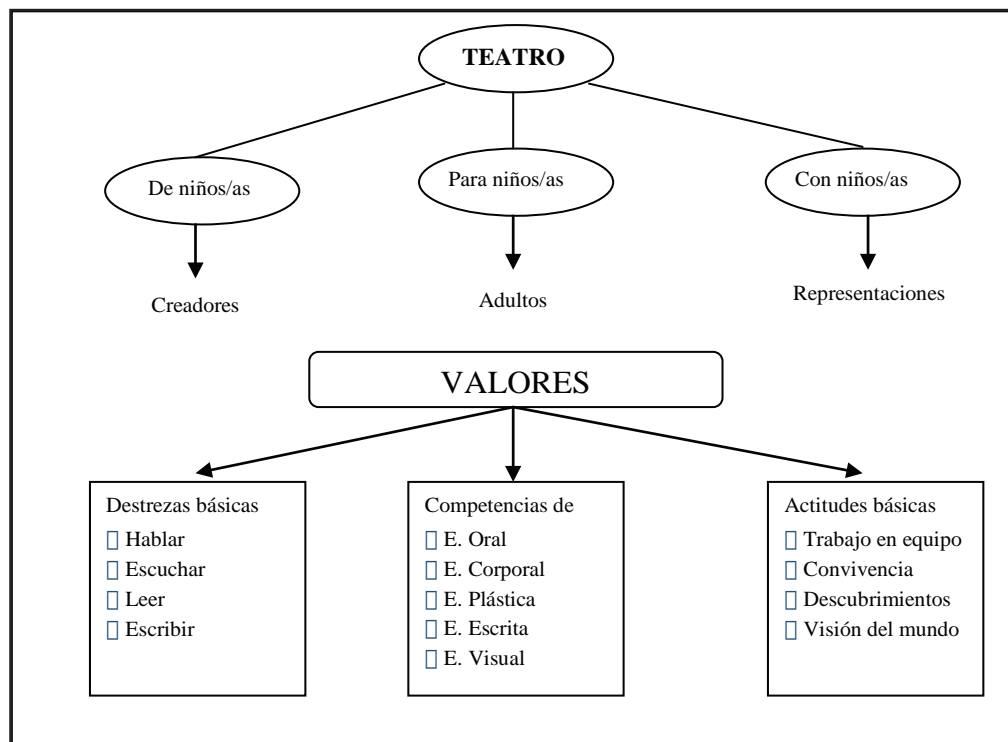 TEATRO
De niños/as
Para niños/as
Con niños/as
Creadores
Adultos
Representaciones
VALORES
Destrezas básicas
Hablar
Escuchar
Leer
Escribir
Competencias de
E. Oral
E. Corporal
E. Plástica
E. Escrita
E. Visual
Actitudes básicas
Trabajo en equipo
Convivencia
Descubrimientos
Visión del mundo